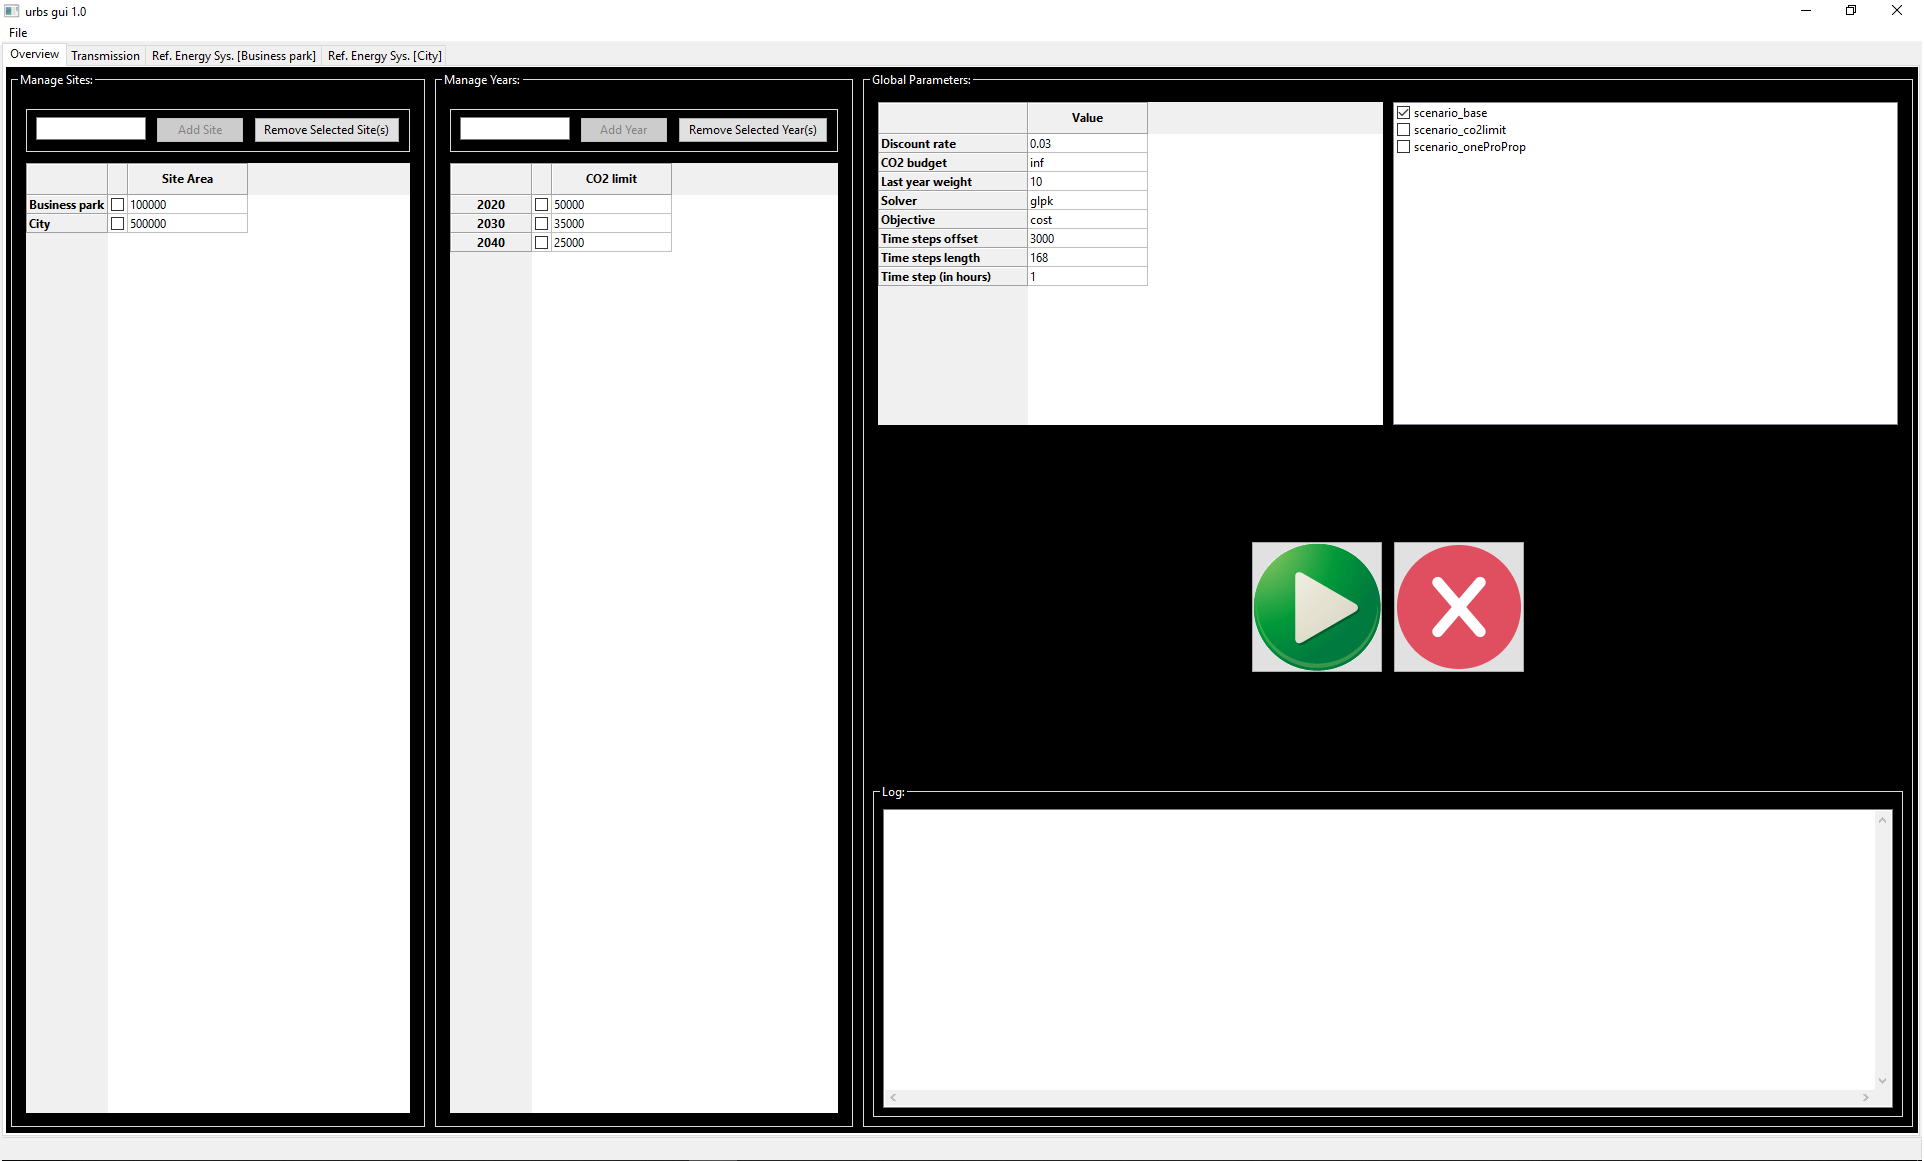 urbs gui 1.0
File
Overview Transmission Ref. Energy Sys. [Business park] Ref. Energy Sys. [City]
Manage Sites:
Add Site Remove Selected Site(s)
Site Area
Business park 100000
City 500000
Manage Years:
Add Year Remove Selected Year(s)
CO2 limit
2020 50000
2030 35000
2040 25000
Global Parameters:
Value
Discount rate 0.03
CO2 budget inf
Last year weight 10
Solver glpk
Objective cost
Time steps offset 3000
Time steps length 168
Time step (in hours) 1
scenario_base
scenario_co2limit
scenario_oneProProp
Log: